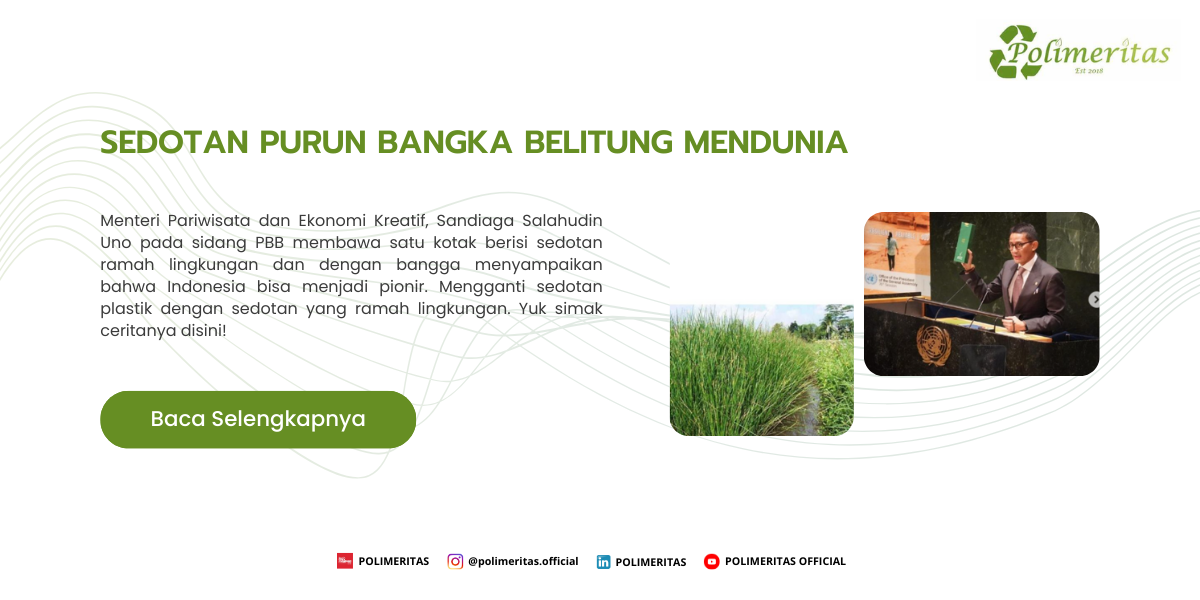 Polimeritas
Est 2018
SEDOTAN PURUN BANGKA BELITUNG MENDUNIA
Menteri Pariwisata dan Ekonomi Kreatif, Sandiaga Salahudin
Uno pada sidang PBB membawa satu kotak berisi sedotan
ramah lingkungan dan dengan bangga menyampaikan
bahwa Indonesia bisa menjadi pionir. Mengganti sedotan
plastik dengan sedotan yang ramah lingkungan. Yuk simak
ceritanya disini!
Baca Selengkapnya
POLIMERITAS
@polimeritas.official
POLIMERITAS
POLIMERITAS OFFICIAL